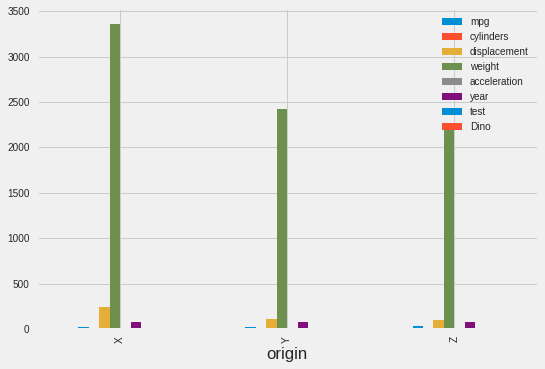 3500
3000
2500
2000
1500
1000
500
0
mpg
cylinders
displacement
weight
acceleration
year
test
Dino
X
Y
Z
origin